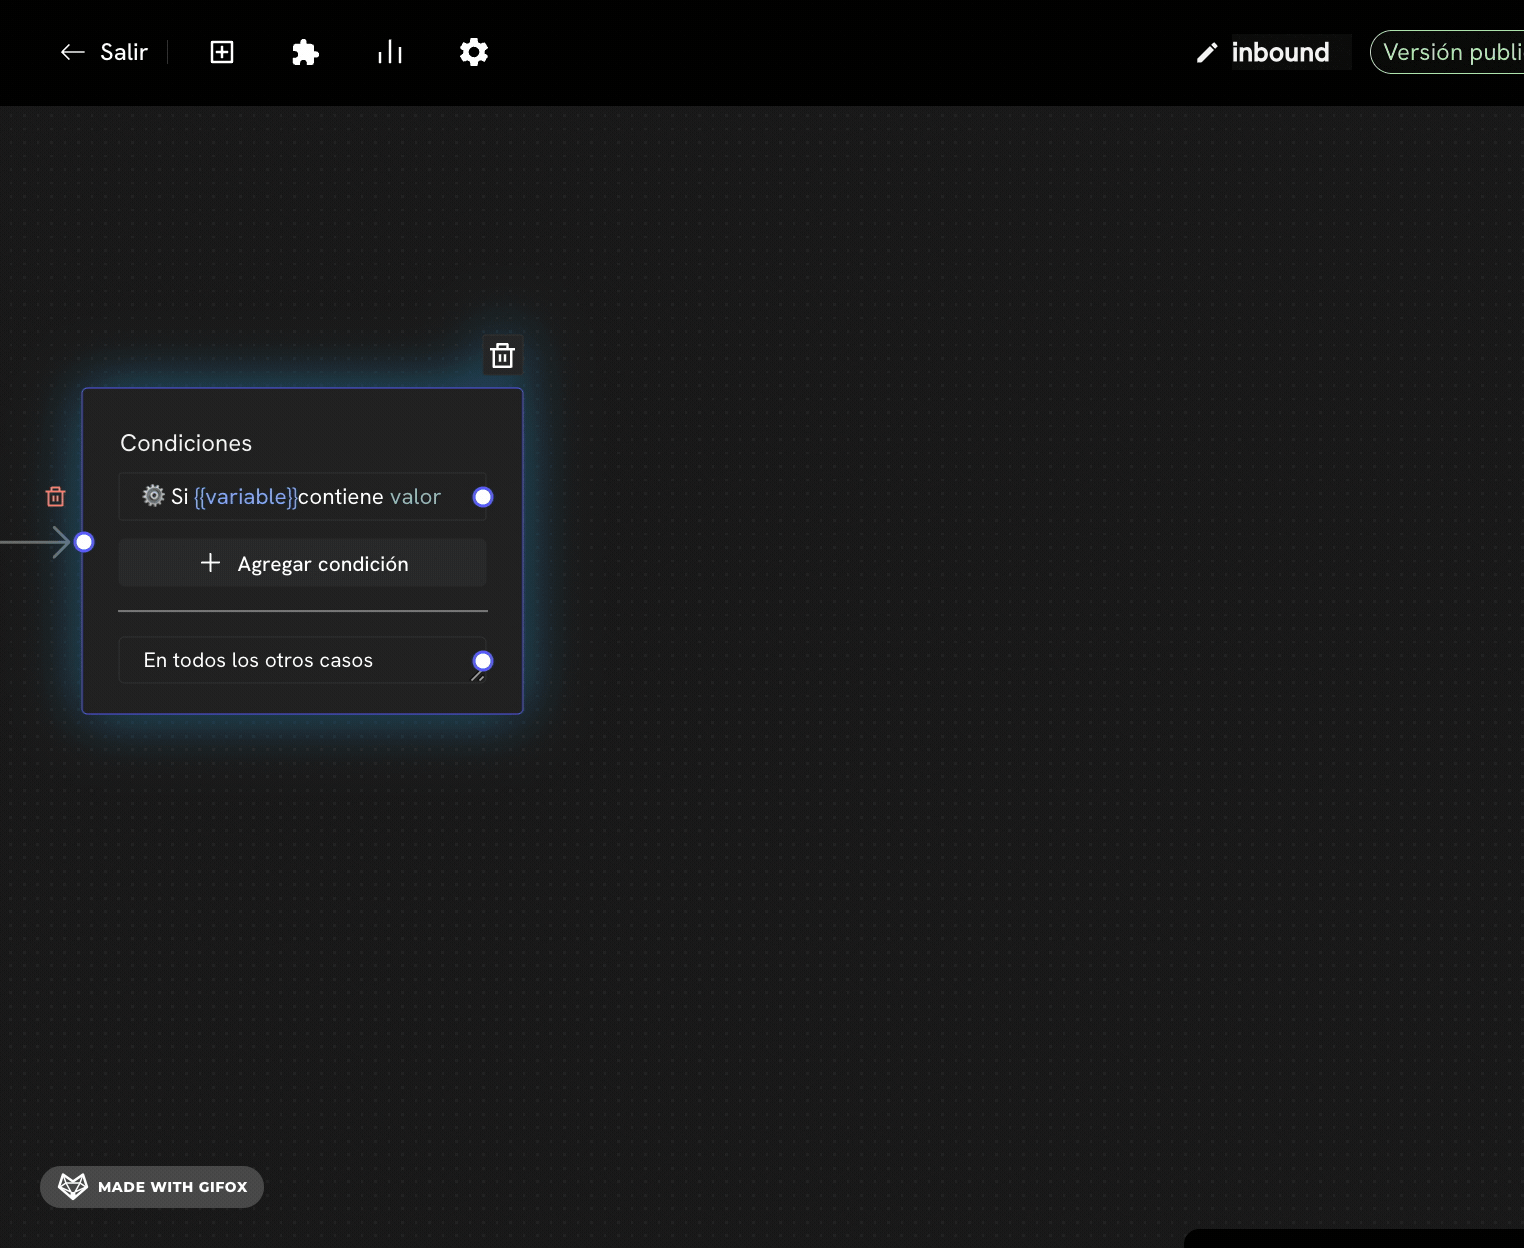 Salir
inbound
Versión publi
Condiciones
Si {{variable}}contiene valor
Agregar condición
En todos los otros casos
MADE WITH GIFOX